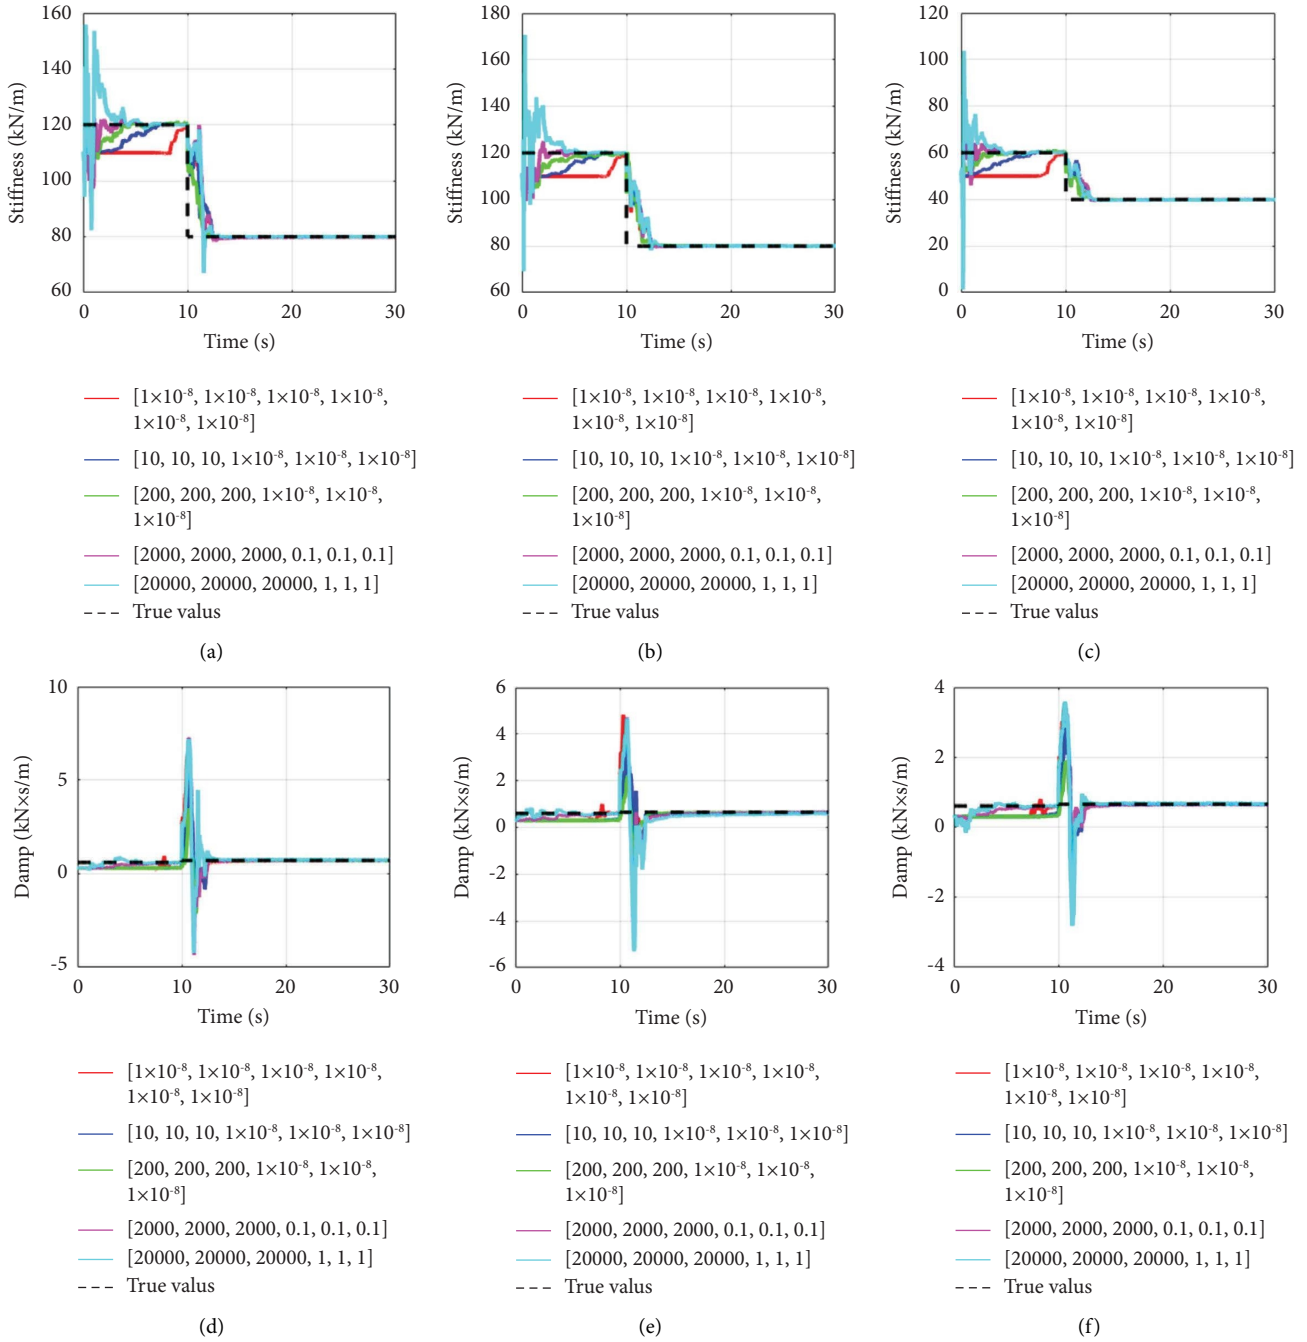 160
140
120
100
80
60
Stiffness (kN/m)
0
10
20
30
Time (s)
[1×10⁻⁸, 1×10⁻⁸, 1×10⁻⁸, 1×10⁻⁸,
1×10⁻⁸, 1×10⁻⁸]
[10, 10, 10, 1×10⁻⁸, 1×10⁻⁸, 1×10⁻⁸]
[200, 200, 200, 1×10⁻⁸, 1×10⁻⁸,
1×10⁻⁸]
[2000, 2000, 2000, 0.1, 0.1, 0.1]
[20000, 20000, 20000, 1, 1, 1]
True valus
(a)
180
160
140
120
100
80
60
Stiffness (kN/m)
0
10
20
30
Time (s)
[1×10⁻⁸, 1×10⁻⁸, 1×10⁻⁸, 1×10⁻⁸,
1×10⁻⁸, 1×10⁻⁸]
[10, 10, 10, 1×10⁻⁸, 1×10⁻⁸, 1×10⁻⁸]
[200, 200, 200, 1×10⁻⁸, 1×10⁻⁸,
1×10⁻⁸]
[2000, 2000, 2000, 0.1, 0.1, 0.1]
[20000, 20000, 20000, 1, 1, 1]
True valus
(b)
120
100
80
60
40
20
0
Stiffness (kN/m)
0
10
20
30
Time (s)
[1×10⁻⁸, 1×10⁻⁸, 1×10⁻⁸, 1×10⁻⁸,
1×10⁻⁸, 1×10⁻⁸]
[10, 10, 10, 1×10⁻⁸, 1×10⁻⁸, 1×10⁻⁸]
[200, 200, 200, 1×10⁻⁸, 1×10⁻⁸,
1×10⁻⁸]
[2000, 2000, 2000, 0.1, 0.1, 0.1]
[20000, 20000, 20000, 1, 1, 1]
True valus
(c)
10
5
0
-5
Damp (kN×s/m)
0
10
20
30
Time (s)
[1×10⁻⁸, 1×10⁻⁸, 1×10⁻⁸, 1×10⁻⁸,
1×10⁻⁸, 1×10⁻⁸]
[10, 10, 10, 1×10⁻⁸, 1×10⁻⁸, 1×10⁻⁸]
[200, 200, 200, 1×10⁻⁸, 1×10⁻⁸,
1×10⁻⁸]
[2000, 2000, 2000, 0.1, 0.1, 0.1]
[20000, 20000, 20000, 1, 1, 1]
True valus
(d)
6
4
2
0
-2
-4
-6
Damp (kN×s/m)
0
10
20
30
Time (s)
[1×10⁻⁸, 1×10⁻⁸, 1×10⁻⁸, 1×10⁻⁸,
1×10⁻⁸, 1×10⁻⁸]
[10, 10, 10, 1×10⁻⁸, 1×10⁻⁸, 1×10⁻⁸]
[200, 200, 200, 1×10⁻⁸, 1×10⁻⁸,
1×10⁻⁸]
[2000, 2000, 2000, 0.1, 0.1, 0.1]
[20000, 20000, 20000, 1, 1, 1]
True valus
(e)
4
2
0
-2
-4
Damp (kN×s/m)
0
10
20
30
Time (s)
[1×10⁻⁸, 1×10⁻⁸, 1×10⁻⁸, 1×10⁻⁸,
1×10⁻⁸, 1×10⁻⁸]
[10, 10, 10, 1×10⁻⁸, 1×10⁻⁸, 1×10⁻⁸]
[200, 200, 200, 1×10⁻⁸, 1×10⁻⁸,
1×10⁻⁸]
[2000, 2000, 2000, 0.1, 0.1, 0.1]
[20000, 20000, 20000, 1, 1, 1]
True valus
(f)